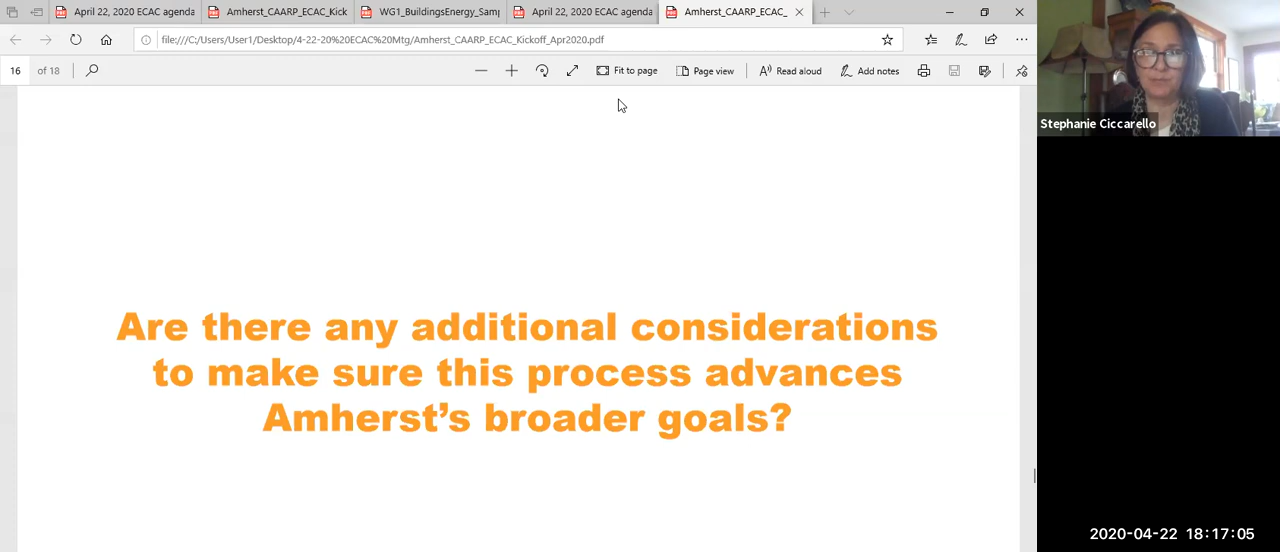 April 22, 2020 ECAC agenda
Amherst_CAARP_ECAC_Kick
WG1_BuildingsEnergy_Samp
April 22, 2020 ECAC agenda
Amherst_CAARP_ECAC_
file:///C:/Users/User1/Desktop/4-22-20%20ECAC%20Mtg/Amherst_CAARP_ECAC_Kickoff_Apr2020.pdf
16 of 18
Fit to page
Page view
Read aloud
Add notes
Stephanie Ciccarello
Are there any additional considerations
to make sure this process advances
Amherst's broader goals?
2020-04-22 18:17:05